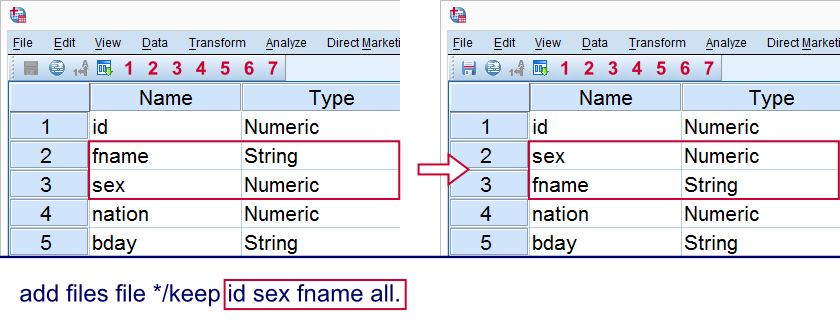 File Edit View Data Transform Analyze Direct Marketi
1 2 3 4 5 6 7
Name Type
1 id Numeric
2 fname String
3 sex Numeric
4 nation Numeric
5 bday String
File Edit View Data Transform Analyze Direct Marketi
1 2 3 4 5 6 7
Name Type
1 id Numeric
2 sex Numeric
3 fname String
4 nation Numeric
5 bday String
add files file */keep id sex fname all.